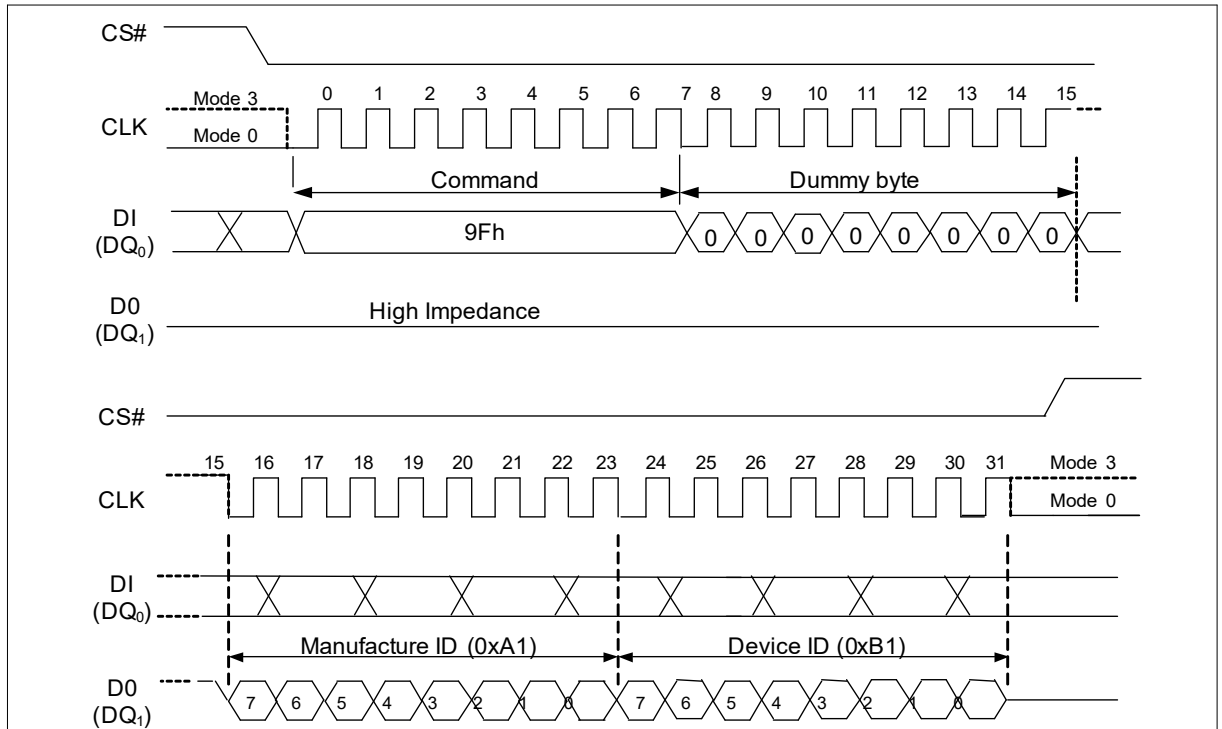 CS#
Mode 3 0 1 2 3 4 5 6 7 8 9 10 11 12 13 14 15
CLK
Mode 0
Command Dummy byte
DI
(DQ0) 9Fh 0 0 0 0 0 0 0 0
D0
(DQ1) High Impedance
CS#
15 16 17 18 19 20 21 22 23 24 25 26 27 28 29 30 31 Mode 3
CLK
Mode 0
DI
(DQ0)
Manufacture ID (0xA1) Device ID (0xB1)
D0
(DQ1) 7 6 5 4 3 2 1 0 7 6 5 4 3 2 1 0